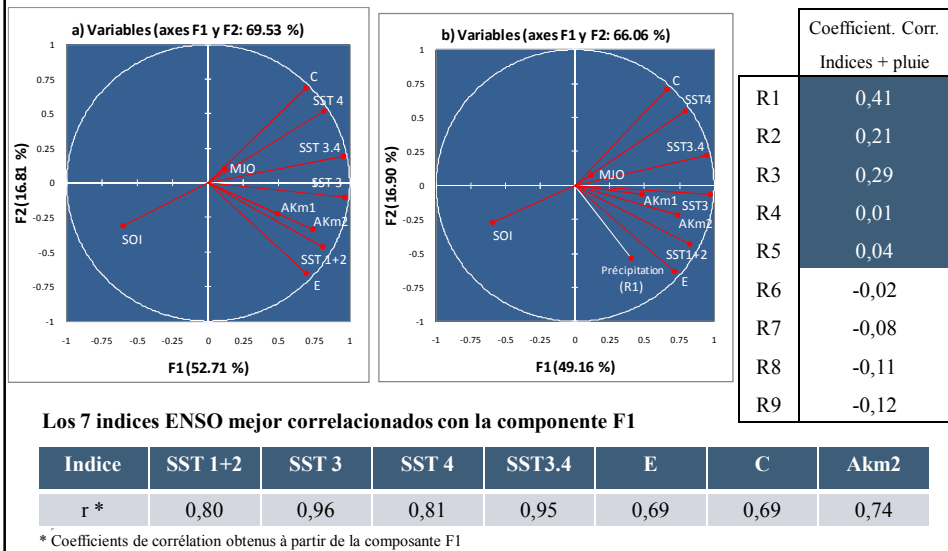 a) Variables (axes F1 y F2: 69.53 %)
F2 (16.81 %)
1
0.75
0.5
0.25
0
-0.25
-0.5
-0.75
-1
C
SST 4
SST 3.4
MJO
SST 3
AKm1
AKm2
SOI
SST 1+2
E
-1 -0.75 -0.5 -0.25 0 0.25 0.5 0.75 1
F1 (52.71 %)
b) Variables (axes F1 y F2: 66.06 %)
F2 (16.90 %)
1
0.75
0.5
0.25
0
-0.25
-0.5
-0.75
-1
C
SST4
SST3.4
MJO
AKm1
SST3
AKm2
SOI
SST1+2
Précipitation
(R1)
E
-1 -0.75 -0.5 -0.25 0 0.25 0.5 0.75 1
F1 (49.16 %)
Coefficient. Corr.
Indices + pluie
R1 0,41
R2 0,21
R3 0,29
R4 0,01
R5 0,04
R6 -0,02
R7 -0,08
R8 -0,11
R9 -0,12
Los 7 indices ENSO mejor correlacionados con la componente F1
Indice SST 1+2 SST 3 SST 4 SST3.4 E C Akm2
r * 0,80 0,96 0,81 0,95 0,69 0,69 0,74
* Coefficients de corrélation obtenus à partir de la composante F1